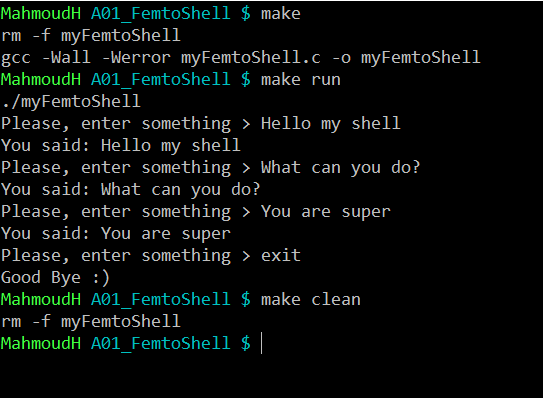 MahmoudH A01_FemtoShell $ make
rm -f myFemtoShell
gcc -Wall -Werror myFemtoShell.c -o myFemtoShell
MahmoudH A01_FemtoShell $ make run
./myFemtoShell
Please, enter something > Hello my shell
You said: Hello my shell
Please, enter something > What can you do?
You said: What can you do?
Please, enter something > You are super
You said: You are super
Please, enter something > exit
Good Bye :)
MahmoudH A01_FemtoShell $ make clean
rm -f myFemtoShell
MahmoudH A01_FemtoShell $